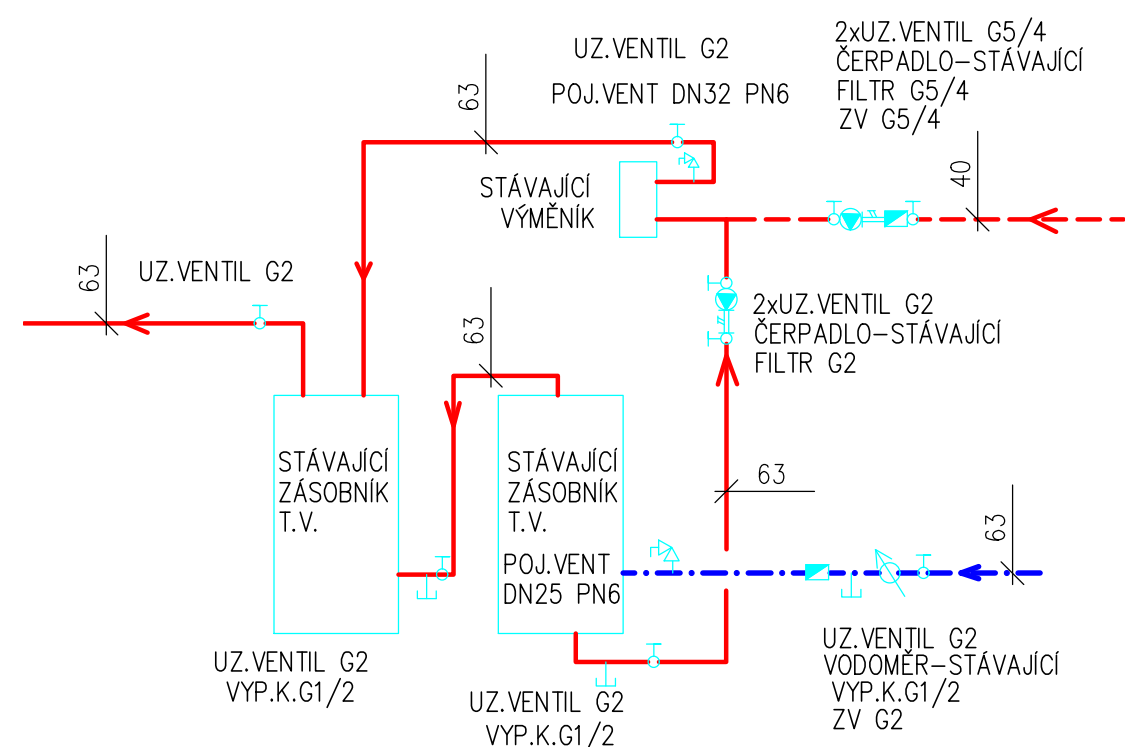 2xUZ.VENTIL G5/4
ČERPADLO-STÁVAJÍCÍ
FILTR G5/4
ZV G5/4
UZ.VENTIL G2
POJ.VENT DN32 PN6
63
40
STÁVAJÍCÍ
VÝMĚNÍK
63
UZ.VENTIL G2
63
2xUZ.VENTIL G2
ČERPADLO-STÁVAJÍCÍ
FILTR G2
STÁVAJÍCÍ
ZÁSOBNÍK
T.V.
STÁVAJÍCÍ
ZÁSOBNÍK
T.V.
POJ.VENT
DN25 PN6
63
63
UZ.VENTIL G2
VYP.K.G1/2
UZ.VENTIL G2
VYP.K.G1/2
UZ.VENTIL G2
VODOMĚR-STÁVAJÍCÍ
VYP.K.G1/2
ZV G2